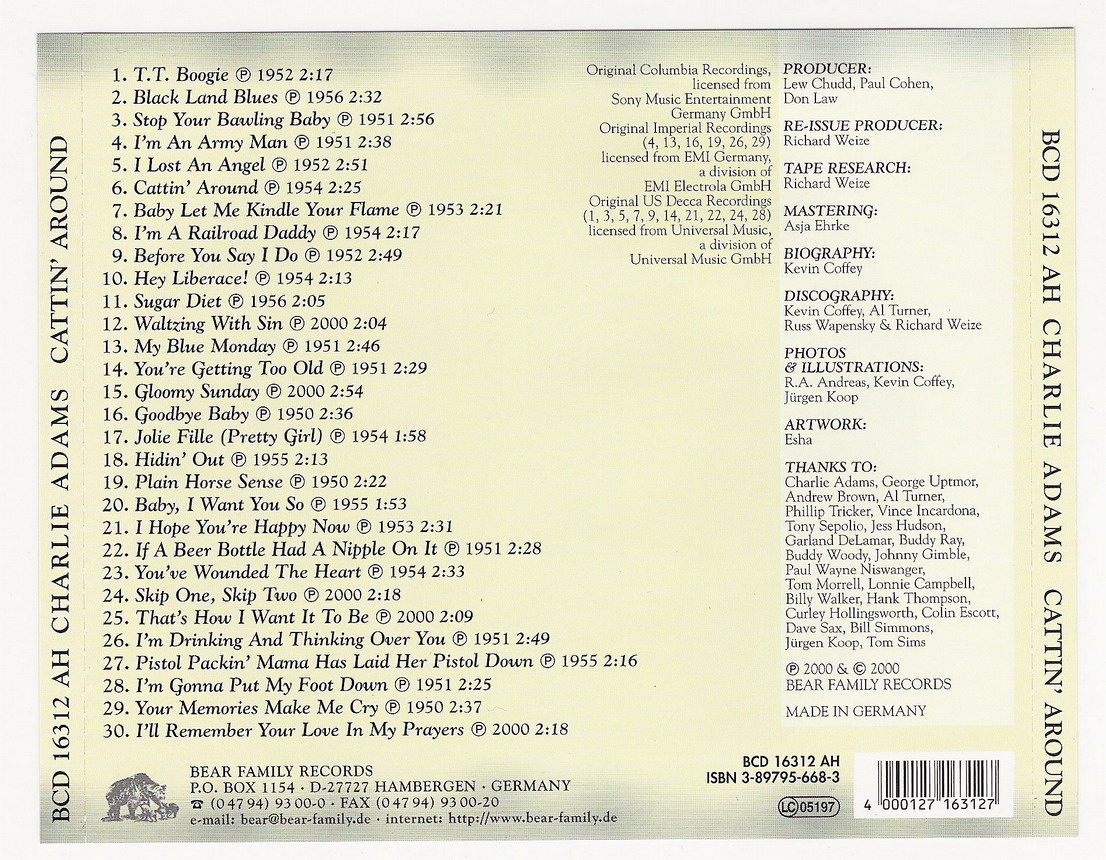 BCD 16312 AH CHARLIE ADAMS CATTIN' AROUND
1. T.T. Boogie ℗ 1952 2:17
2. Black Land Blues ℗ 1956 2:32
3. Stop Your Bawling Baby ℗ 1951 2:56
4. I'm An Army Man ℗ 1951 2:38
5. I Lost An Angel ℗ 1952 2:51
6. Cattin' Around ℗ 1954 2:25
7. Baby Let Me Kindle Your Flame ℗ 1953 2:21
8. I'm A Railroad Daddy ℗ 1954 2:17
9. Before You Say I Do ℗ 1952 2:49
10. Hey Liberace! ℗ 1954 2:13
11. Sugar Diet ℗ 1956 2:05
12. Waltzing With Sin ℗ 2000 2:04
13. My Blue Monday ℗ 1951 2:46
14. You're Getting Too Old ℗ 1951 2:29
15. Gloomy Sunday ℗ 2000 2:54
16. Goodbye Baby ℗ 1950 2:36
17. Jolie Fille (Pretty Girl) ℗ 1954 1:58
18. Hidin' Out ℗ 1955 2:13
19. Plain Horse Sense ℗ 1950 2:22
20. Baby, I Want You So ℗ 1955 1:53
21. I Hope You're Happy Now ℗ 1953 2:31
22. If A Beer Bottle Had A Nipple On It ℗ 1951 2:28
23. You've Wounded The Heart ℗ 1954 2:33
24. Skip One, Skip Two ℗ 2000 2:18
25. That's How I Want It To Be ℗ 2000 2:09
26. I'm Drinking And Thinking Over You ℗ 1951 2:49
27. Pistol Packin' Mama Has Laid Her Pistol Down ℗ 1955 2:16
28. I'm Gonna Put My Foot Down ℗ 1951 2:25
29. Your Memories Make Me Cry ℗ 1950 2:37
30. I'll Remember Your Love In My Prayers ℗ 2000 2:18
Original Columbia Recordings,
licensed from
Sony Music Entertainment
Germany GmbH
Original Imperial Recordings
(4, 13, 16, 19, 26, 29)
licensed from EMI Germany,
a division of
EMI Electrola GmbH
Original US Decca Recordings
(1, 3, 5, 7, 9, 14, 21, 22, 24, 28)
licensed from Universal Music,
a division of
Universal Music GmbH
PRODUCER:
Lew Chudd, Paul Cohen,
Don Law
RE-ISSUE PRODUCER:
Richard Weize
TAPE RESEARCH:
Richard Weize
MASTERING:
Asja Ehrke
BIOGRAPHY:
Kevin Coffey
DISCOGRAPHY:
Kevin Coffey, Al Turner,
Russ Wapensky & Richard Weize
PHOTOS
& ILLUSTRATIONS:
R.A. Andreas, Kevin Coffey,
Jürgen Koop
ARTWORK:
Esha
THANKS TO:
Charlie Adams, George Uptmor,
Andrew Brown, Al Turner,
Phillip Tricker, Vince Incardona,
Tony Sepolio, Jess Hudson,
Garland DeLamar, Buddy Ray,
Buddy Woody, Johnny Gimble,
Paul Wayne Niswanger,
Tom Morrell, Lonnie Campbell,
Billy Walker, Hank Thompson,
Curley Hollingsworth, Colin Escott,
Dave Sax, Bill Simmons,
Jürgen Koop, Tom Sims
℗ 2000 & © 2000
BEAR FAMILY RECORDS
MADE IN GERMANY
BEAR FAMILY RECORDS
P.O. BOX 1154 · D-27727 HAMBERGEN · GERMANY
☎ (0 47 94) 93 00-0 · FAX (0 47 94) 93 00-20
e-mail: bear@bear-family.de · internet: http://www.bear-family.de
BCD 16312 AH
ISBN 3-89795-668-3
LC 05197
4 000127 163127
BCD 16312 AH CHARLIE ADAMS CATTIN' AROUND